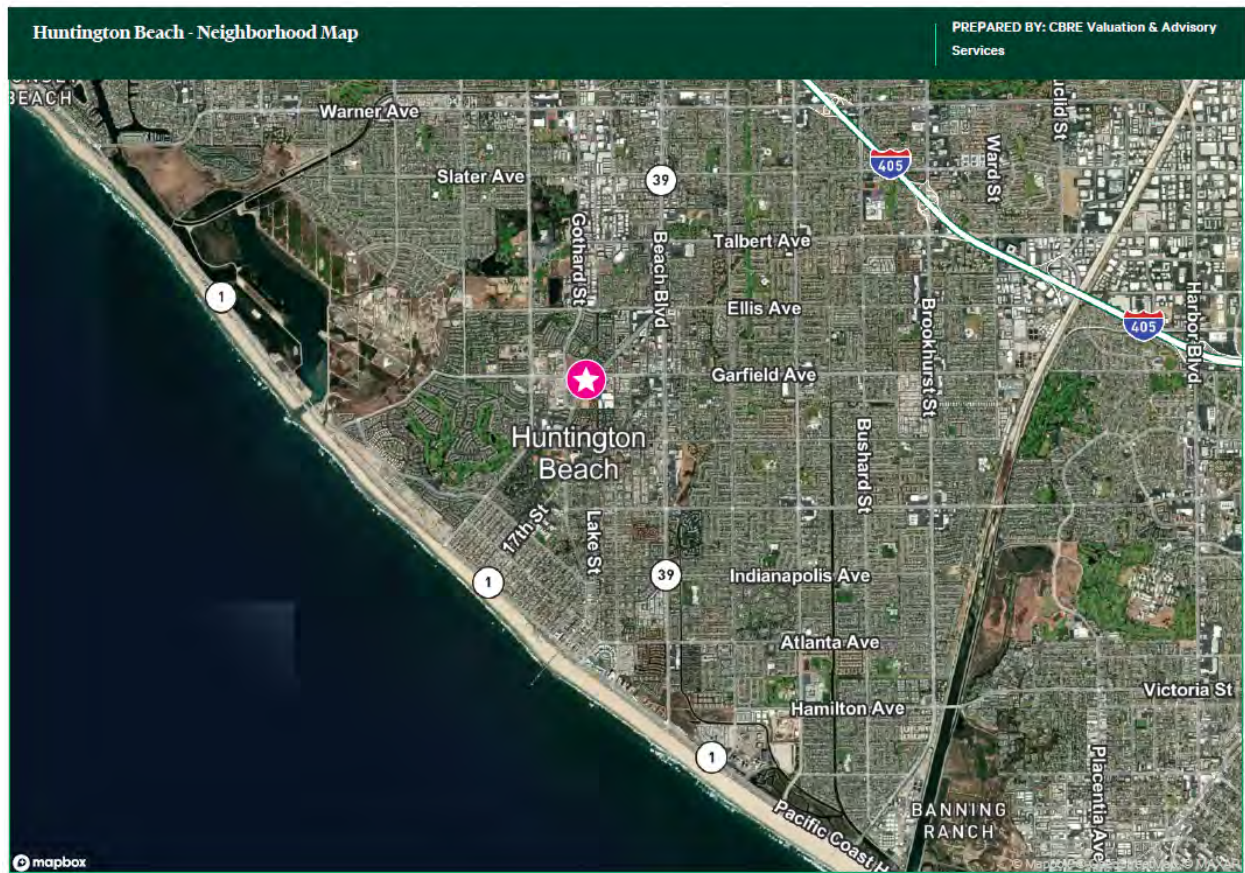 Huntington Beach - Neighborhood Map
PREPARED BY: CBRE Valuation & Advisory
Services
BEACH
Warner Ave
Slater Ave
39
405
Ward St
Gothard St
Beach Blvd
Talbert Ave
1
Ellis Ave
Brookhurst St
405
Harbor Blvd
Garfield Ave
Huntington
Beach
Bushard St
17th St
Lake St
1
39
Indianapolis Ave
Atlanta Ave
Victoria St
Hamilton Ave
1
Placentia Ave
Pacific Coast H
BANNING
RANCH
mapbox